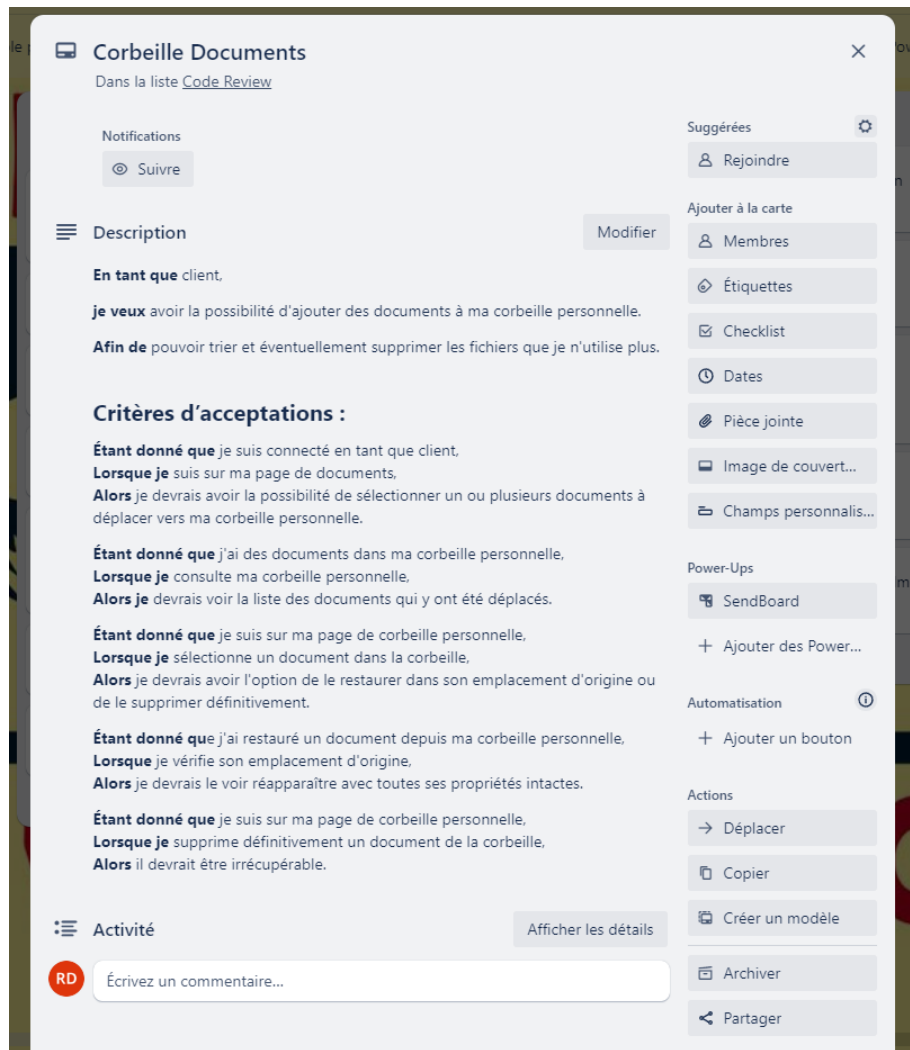 Corbeille Documents
Dans la liste Code Review
Notifications
Suivre
Description
Modifier
En tant que client,
je veux avoir la possibilité d'ajouter des documents à ma corbeille personnelle.
Afin de pouvoir trier et éventuellement supprimer les fichiers que je n'utilise plus.
Critères d'acceptations :
Étant donné que je suis connecté en tant que client,
Lorsque je suis sur ma page de documents,
Alors je devrais avoir la possibilité de sélectionner un ou plusieurs documents à
déplacer vers ma corbeille personnelle.
Étant donné que j'ai des documents dans ma corbeille personnelle,
Lorsque je consulte ma corbeille personnelle,
Alors je devrais voir la liste des documents qui y ont été déplacés.
Étant donné que je suis sur ma page de corbeille personnelle,
Lorsque je sélectionne un document dans la corbeille,
Alors je devrais avoir l'option de le restaurer dans son emplacement d'origine ou
de le supprimer définitivement.
Étant donné que j'ai restauré un document depuis ma corbeille personnelle,
Lorsque je vérifie son emplacement d'origine,
Alors je devrais le voir réapparaître avec toutes ses propriétés intactes.
Étant donné que je suis sur ma page de corbeille personnelle,
Lorsque je supprime définitivement un document de la corbeille,
Alors il devrait être irrécupérable.
Activité
Afficher les détails
RD
Écrivez un commentaire...
Suggérées
Rejoindre
Ajouter à la carte
Membres
Étiquettes
Checklist
Dates
Pièce jointe
Image de couvert...
Champs personnalis...
Power-Ups
SendBoard
+ Ajouter des Power...
Automatisation
+ Ajouter un bouton
Actions
Déplacer
Copier
Créer un modèle
Archiver
Partager